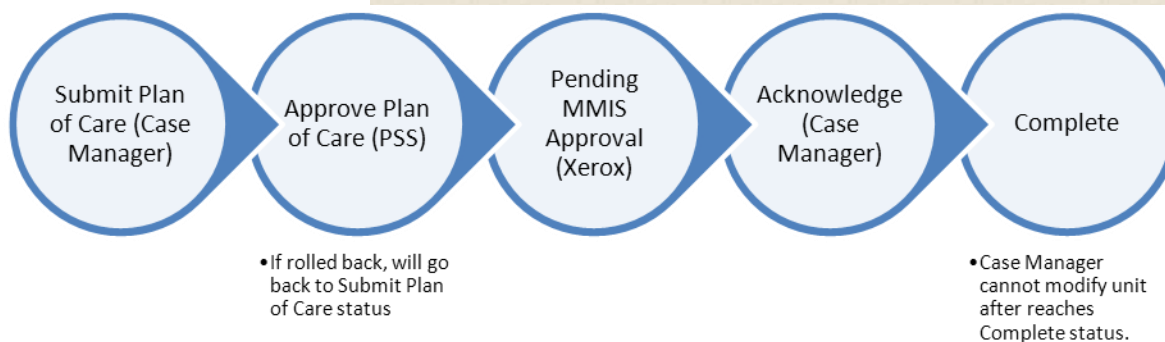 Submit Plan
of Care (Case
Manager)
Approve Plan
of Care (PSS)
Pending
MMIS
Approval
(Xerox)
Acknowledge
(Case
Manager)
Complete
•If rolled back, will go
back to Submit Plan
of Care status
•Case Manager
cannot modify unit
after reaches
Complete status.